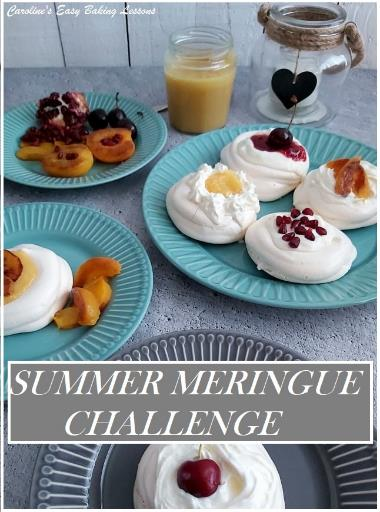 Caroline's Easy Baking Lessons
SUMMER MERINGUE
CHALLENGE